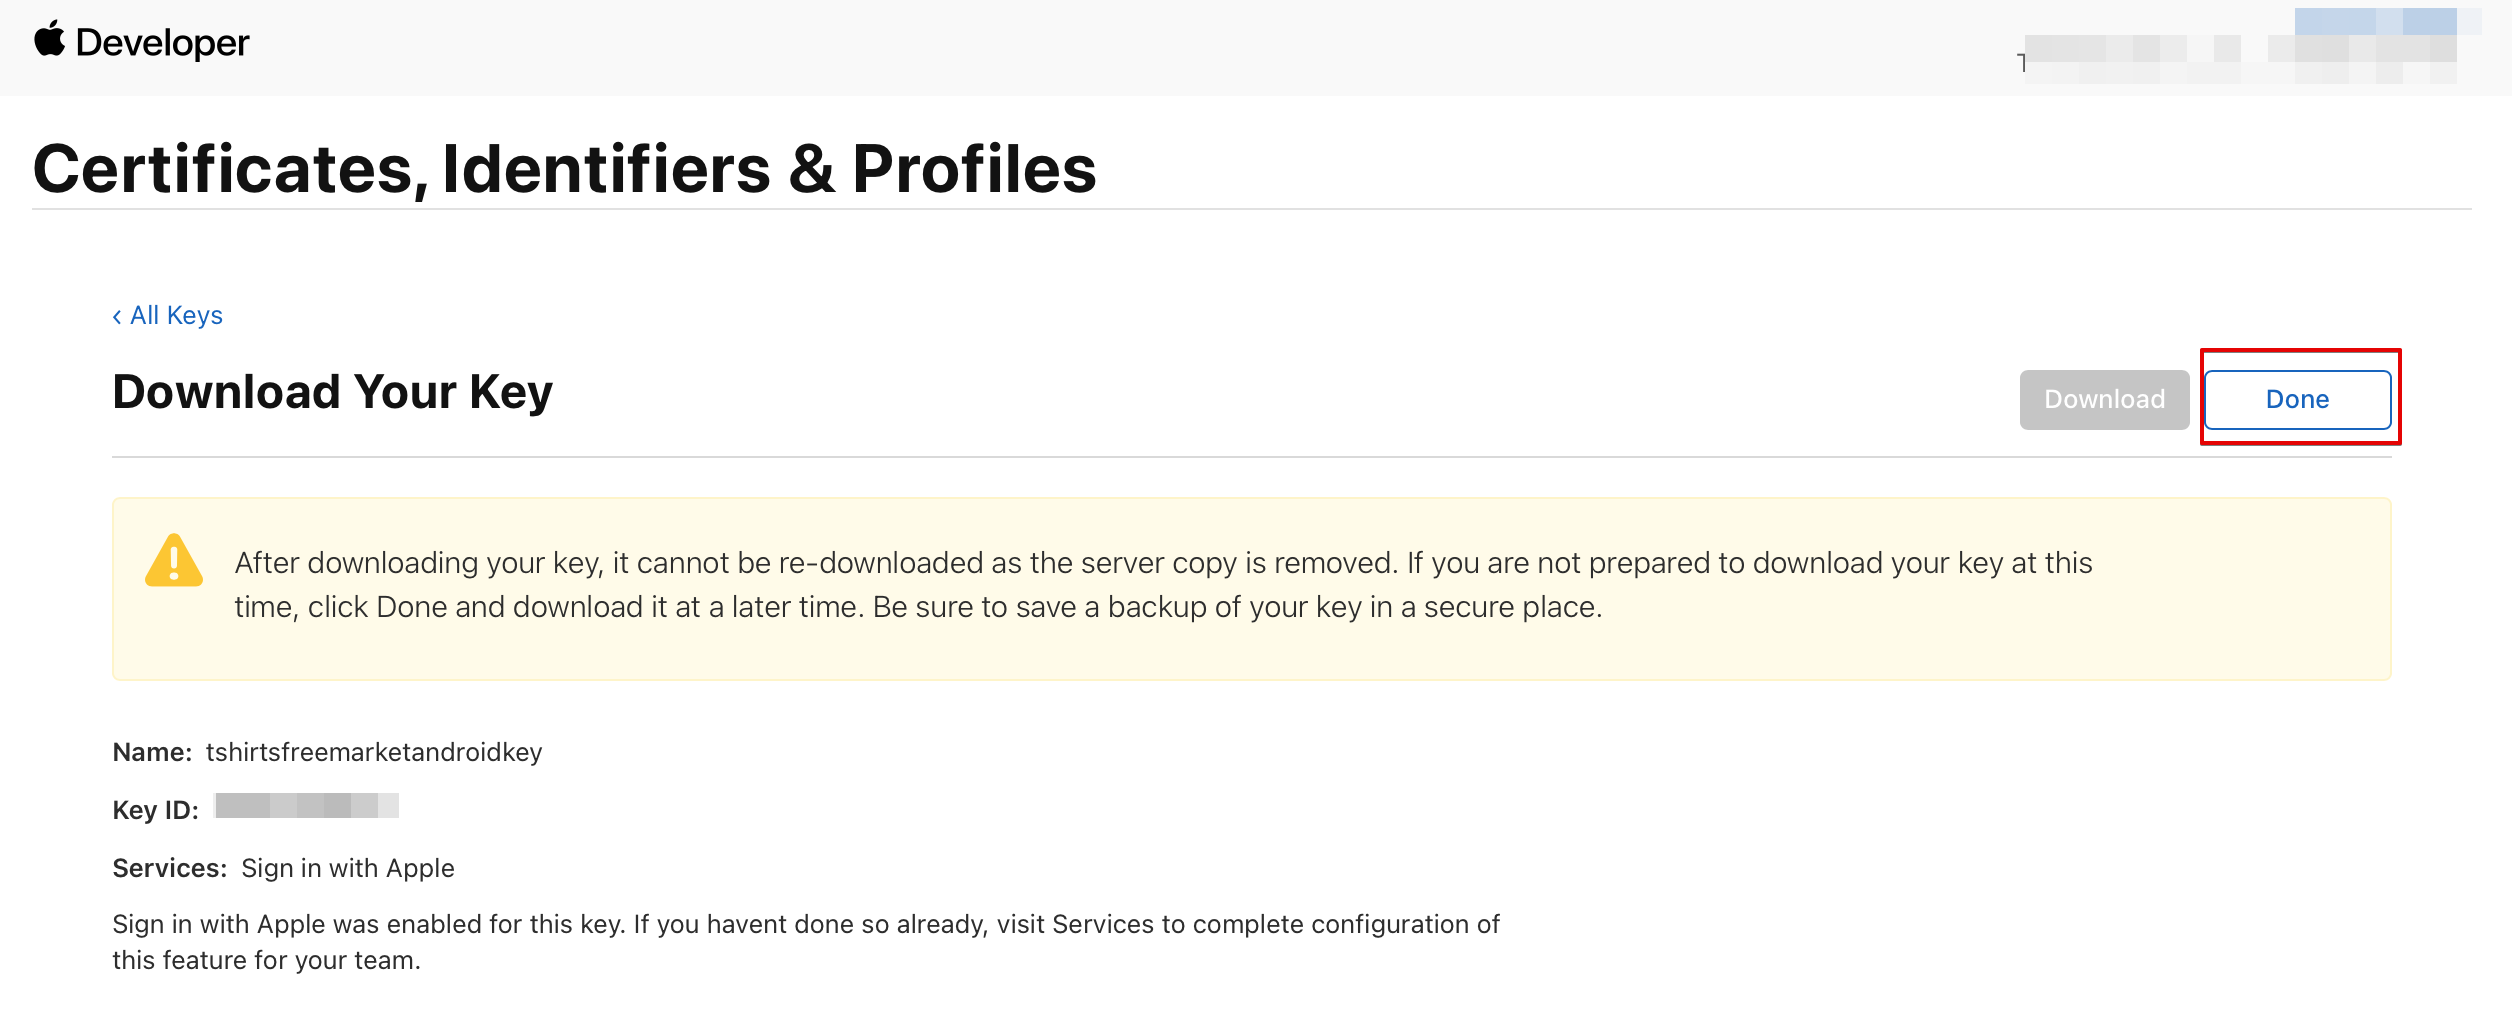 Developer
Certificates, Identifiers & Profiles
‹ All Keys
Download Your Key
Download
Done
After downloading your key, it cannot be re-downloaded as the server copy is removed. If you are not prepared to download your key at this
time, click Done and download it at a later time. Be sure to save a backup of your key in a secure place.
Name: tshirtsfreemarketandroidkey
Key ID:
Services: Sign in with Apple
Sign in with Apple was enabled for this key. If you havent done so already, visit Services to complete configuration of
this feature for your team.